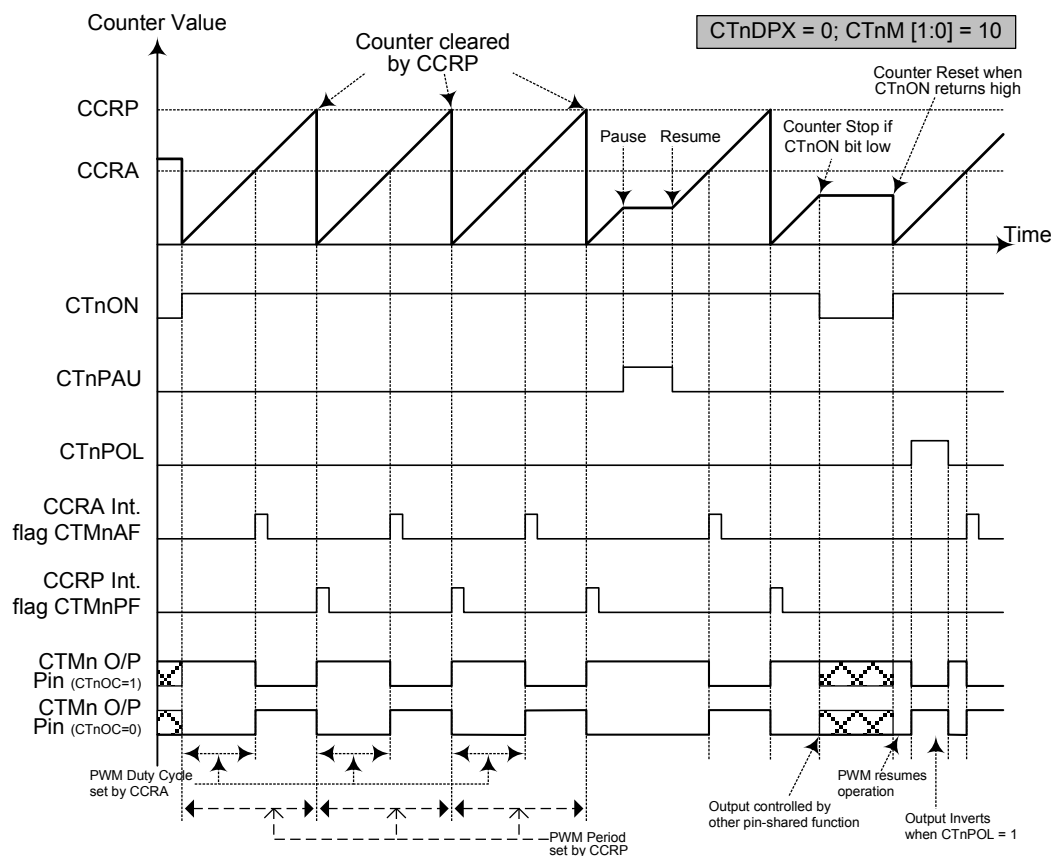 Counter Value
CTnDPX = 0; CTnM [1:0] = 10
Counter cleared
by CCRP
Counter Reset when
CTnON returns high
CCRP
Pause
Resume
Counter Stop if
CTnON bit low
CCRA
Time
CTnON
CTnPAU
CTnPOL
CCRA Int.
flag CTMnAF
CCRP Int.
flag CTMnPF
CTMn O/P
Pin (CTnOC=1)
CTMn O/P
Pin (CTnOC=0)
PWM Duty Cycle
set by CCRA
PWM resumes
operation
Output controlled by
other pin-shared function
Output Inverts
when CTnPOL = 1
PWM Period
set by CCRP